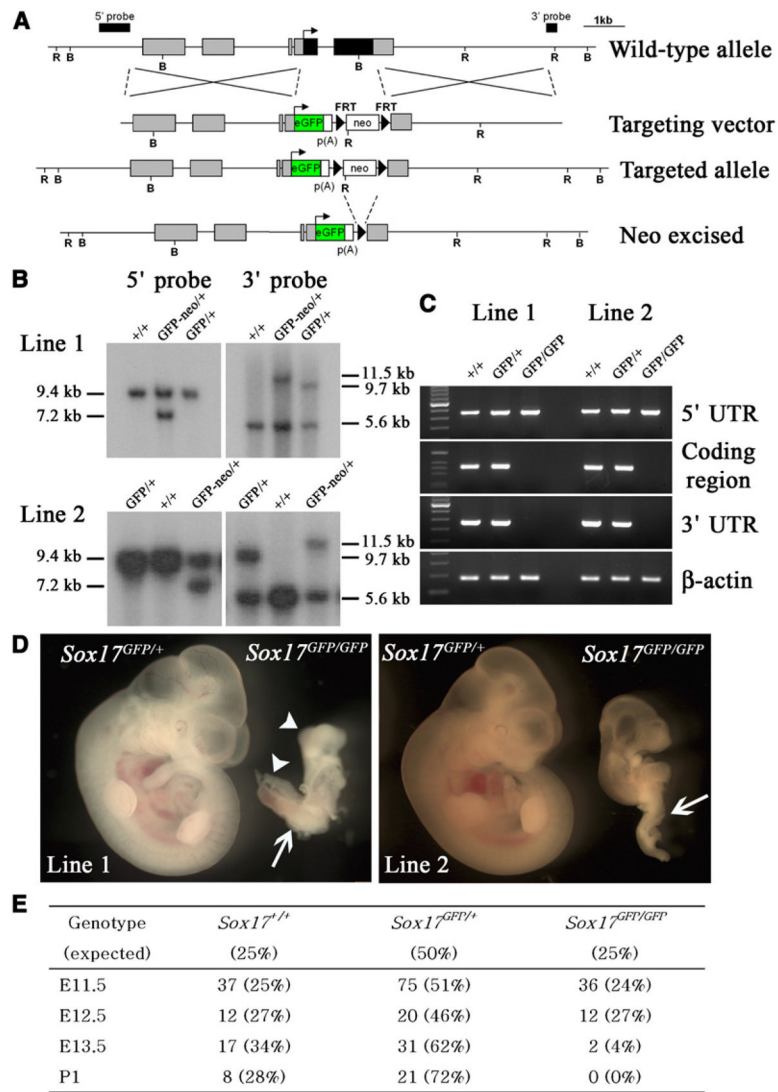 A
5' probe
3' probe
1kb
R B B R R B
Wild-type allele
FRT FRT
eGFP neo
B p(A) R R
Targeting vector
eGFP neo
R B B p(A) R R R B
Targeted allele
eGFP
R B B p(A) R R B
Neo excised
B
5' probe 3' probe
Line 1
+/+ GFP-neo/+ GFP/+
+/+ GFP-neo/+ GFP/+
9.4 kb
7.2 kb
11.5 kb
9.7 kb
5.6 kb
Line 2
GFP/+ +/+ GFP-neo/+
GFP/+ +/+ GFP-neo/+
9.4 kb
7.2 kb
11.5 kb
9.7 kb
5.6 kb
C
Line 1 Line 2
+/+ GFP/+ GFP/GFP +/+ GFP/+ GFP/GFP
5' UTR
Coding
region
3' UTR
β-actin
D
Sox17GFP/+ Sox17GFP/GFP
Line 1
Sox17GFP/+ Sox17GFP/GFP
Line 2
E
Genotype Sox17+/+ Sox17GFP/+ Sox17GFP/GFP
(expected) (25%) (50%) (25%)
E11.5 37 (25%) 75 (51%) 36 (24%)
E12.5 12 (27%) 20 (46%) 12 (27%)
E13.5 17 (34%) 31 (62%) 2 (4%)
P1 8 (28%) 21 (72%) 0 (0%)